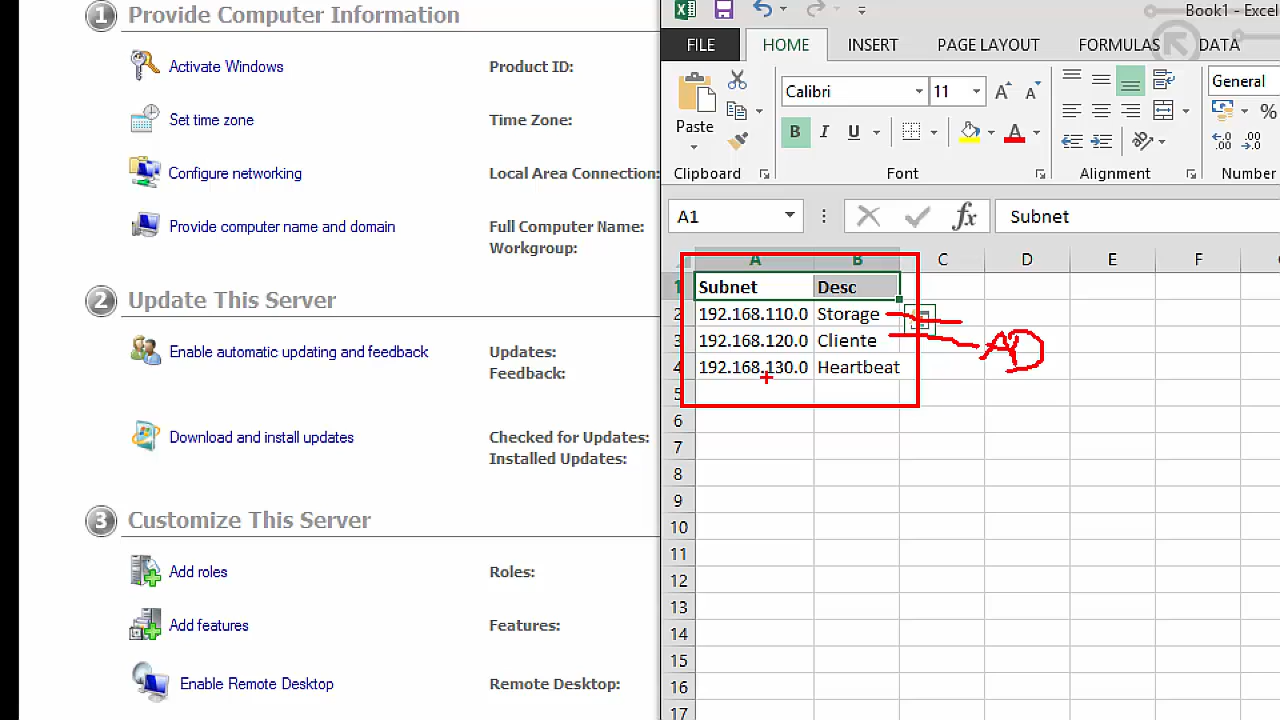 1 Provide Computer Information
Activate Windows
Product ID:
Set time zone
Time Zone:
Configure networking
Local Area Connection:
Provide computer name and domain
Full Computer Name:
Workgroup:
2 Update This Server
Enable automatic updating and feedback
Updates:
Feedback:
Download and install updates
Checked for Updates:
Installed Updates:
3 Customize This Server
Add roles
Roles:
Add features
Features:
Enable Remote Desktop
Remote Desktop:
Book1 - Excel
FILE HOME INSERT PAGE LAYOUT FORMULAS DATA
Calibri 11 General
Paste B I U A %
Clipboard Font Alignment Number
A1 fx Subnet
A B C D E F
1 Subnet Desc
2 192.168.110.0 Storage
3 192.168.120.0 Cliente
AD
4 192.168.130.0 Heartbeat
5
6
7
8
9
10
11
12
13
14
15
16
17